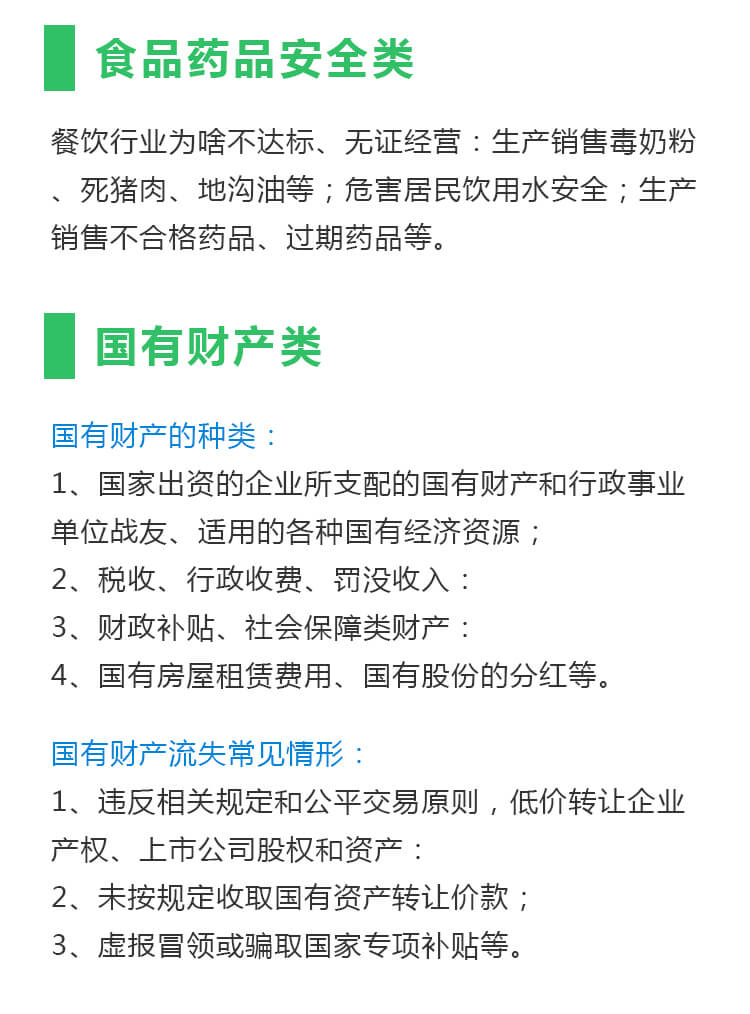 食品药品安全类
餐饮行业为啥不达标、无证经营：生产销售毒奶粉
、死猪肉、地沟油等；危害居民饮用水安全；生产
销售不合格药品、过期药品等。
国有财产类
国有财产的种类：
1、国家出资的企业所支配的国有财产和行政事业
单位战友、适用的各种国有经济资源；
2、税收、行政收费、罚没收入：
3、财政补贴、社会保障类财产：
4、国有房屋租赁费用、国有股份的分红等。
国有财产流失常见情形：
1、违反相关规定和公平交易原则，低价转让企业
产权、上市公司股权和资产：
2、未按规定收取国有资产转让价款；
3、虚报冒领或骗取国家专项补贴等。